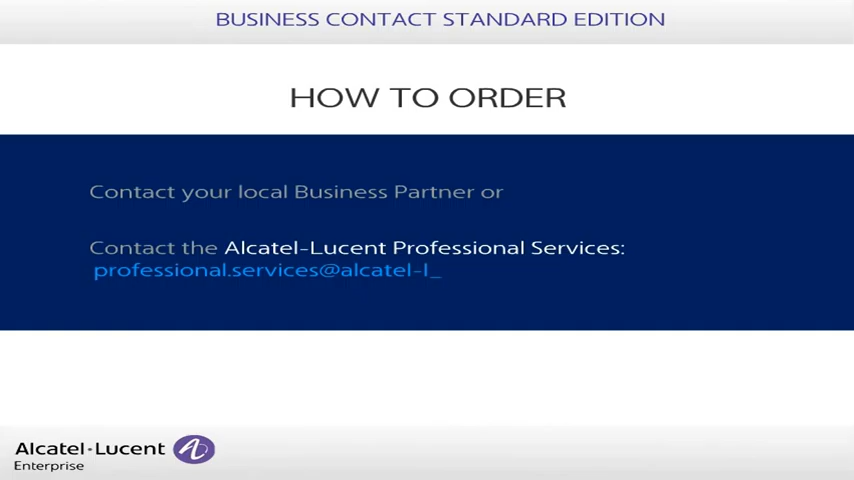 BUSINESS CONTACT STANDARD EDITION
HOW TO ORDER
Contact your local Business Partner or
Contact the Alcatel-Lucent Professional Services:
professional.services@alcatel-l_
Alcatel·Lucent
Enterprise